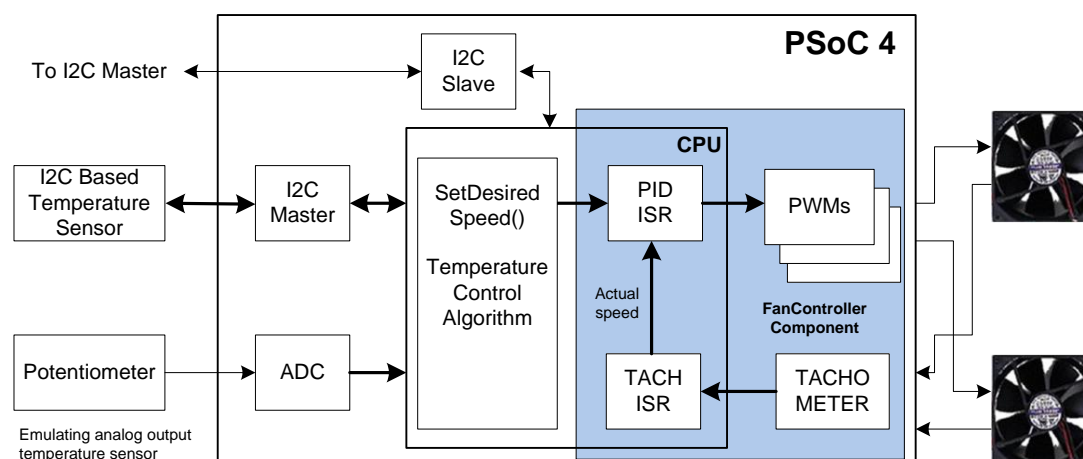 PSoC 4
To I2C Master
I2C
Slave
CPU
I2C Based
Temperature
Sensor
I2C
Master
SetDesired
Speed()
Temperature
Control
Algorithm
PID
ISR
PWMs
Actual
speed
FanController
Component
Potentiometer
ADC
TACH
ISR
TACHO
METER
Emulating analog output
temperature sensor